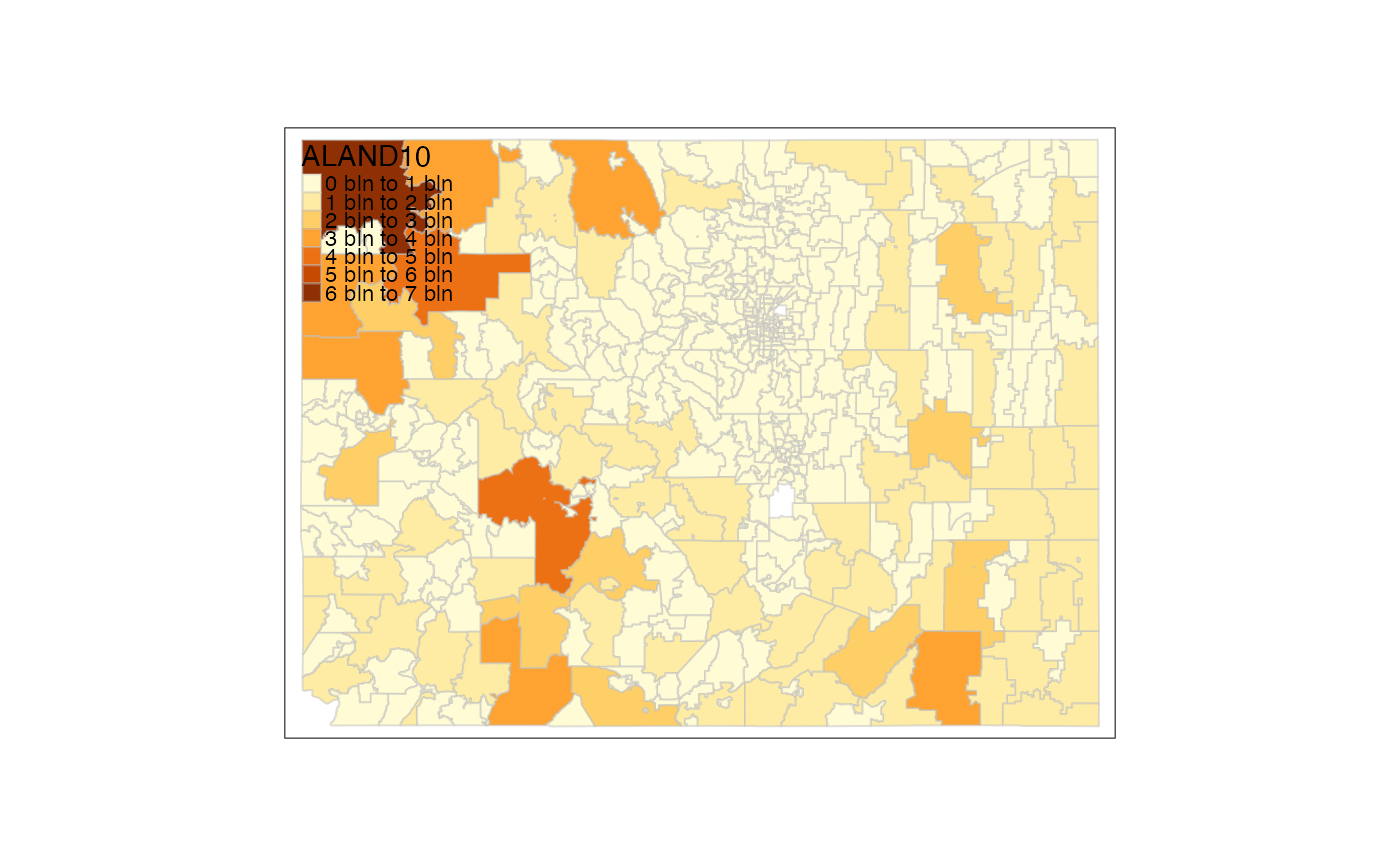 ALAND10
0 bln to 1 bln
1 bln to 2 bln
2 bln to 3 bln
3 bln to 4 bln
4 bln to 5 bln
5 bln to 6 bln
6 bln to 7 bln